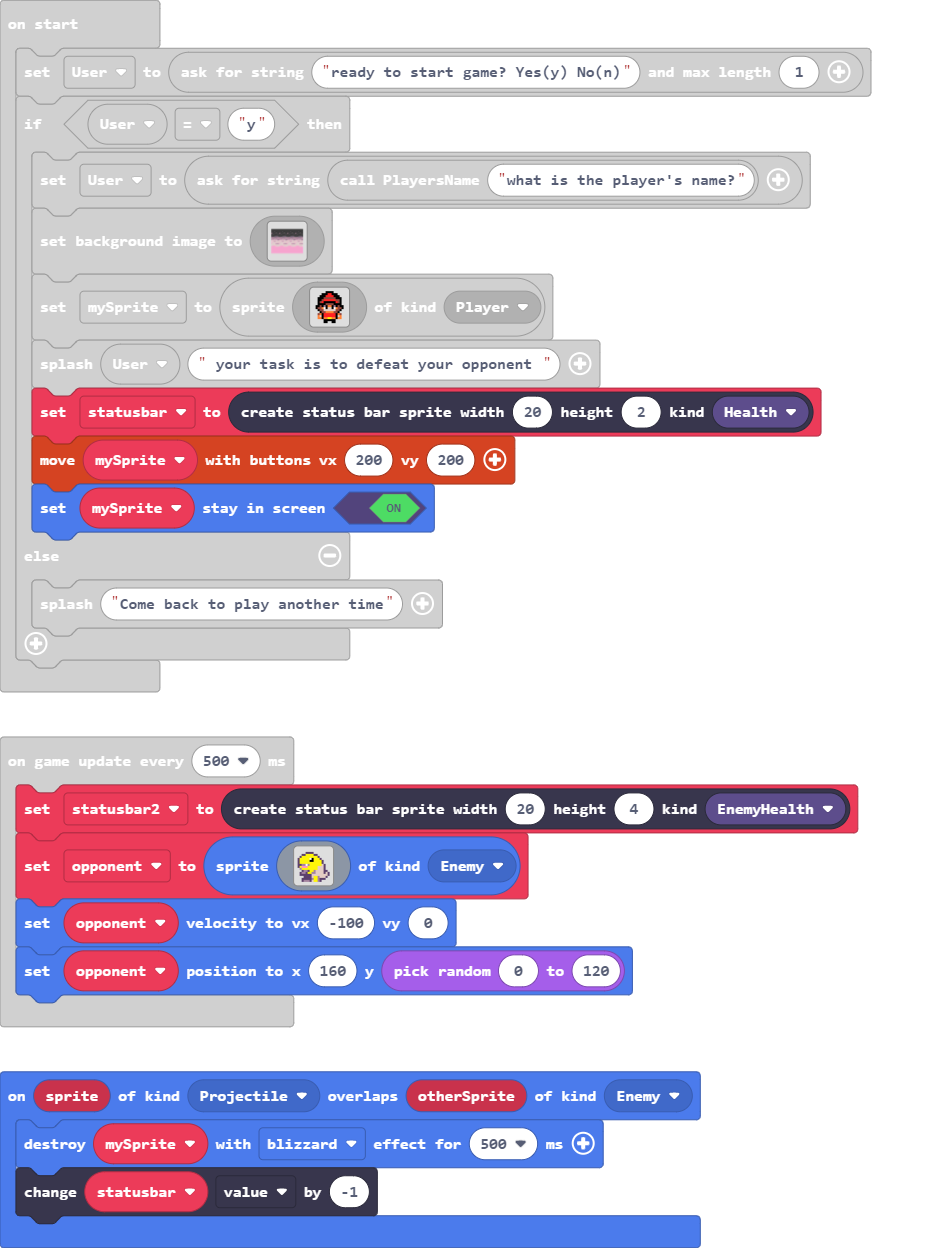 on start
set User to ask for string "ready to start game? Yes(y) No(n)" and max length 1
if User = "y" then
set User to ask for string call PlayersName "what is the player's name?"
set background image to
set mySprite to sprite of kind Player
splash User " your task is to defeat your opponent "
set statusbar to create status bar sprite width 20 height 2 kind Health
move mySprite with buttons vx 200 vy 200
set mySprite stay in screen ON
else
splash "Come back to play another time"
on game update every 500 ms
set statusbar2 to create status bar sprite width 20 height 4 kind EnemyHealth
set opponent to sprite of kind Enemy
set opponent velocity to vx -100 vy 0
set opponent position to x 160 y pick random 0 to 120
on sprite of kind Projectile overlaps otherSprite of kind Enemy
destroy mySprite with blizzard effect for 500 ms
change statusbar value by -1